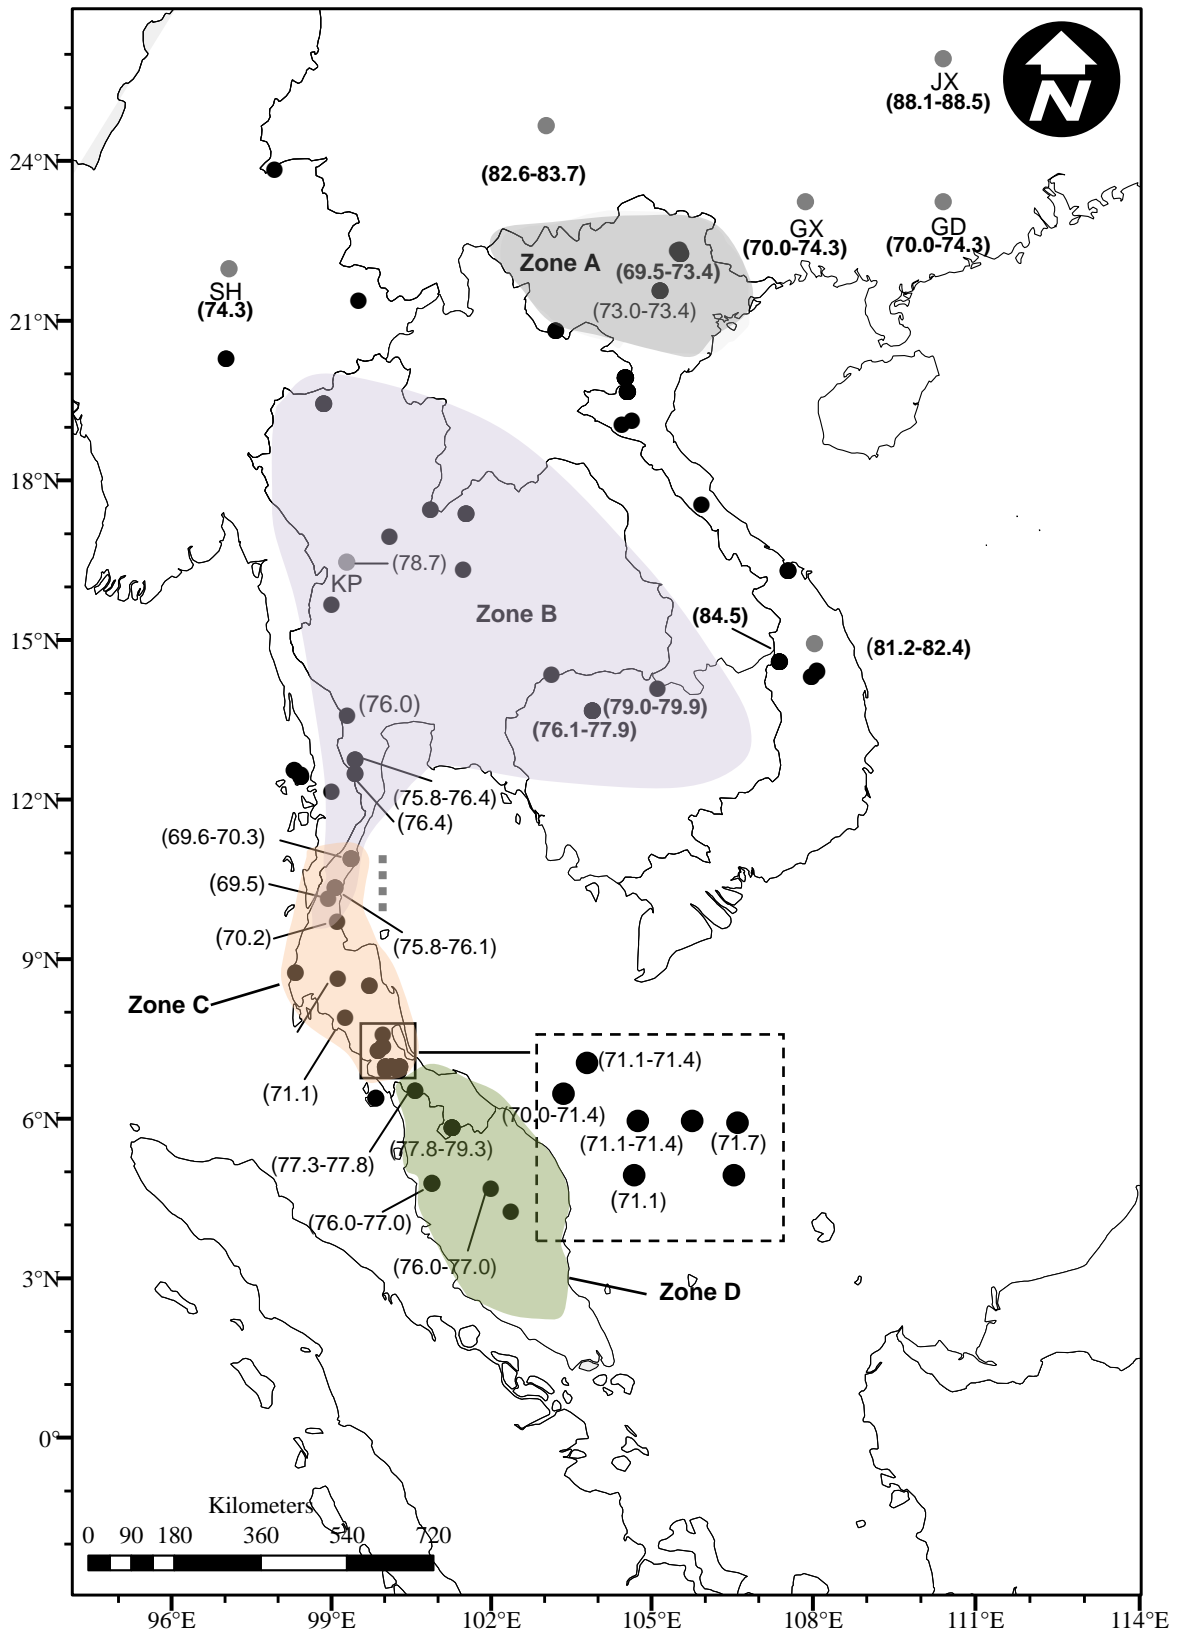 JX
(88.1-88.5)
N
24°N
(82.6-83.7)
GX
(70.0-74.3)
GD
(70.0-74.3)
Zone A
(69.5-73.4)
(73.0-73.4)
SH
(74.3)
21°N
18°N
(78.7)
KP
Zone B
(84.5)
15°N
(81.2-82.4)
(76.0)
(79.0-79.9)
(76.1-77.9)
12°N
(75.8-76.4)
(76.4)
(69.6-70.3)
(69.5)
(70.2)
(75.8-76.1)
9°N
Zone C
(71.1-71.4)
(71.1)
(70.0-71.4)
6°N
(71.1-71.4)
(71.7)
(77.8-79.3)
(77.3-77.8)
(71.1)
(76.0-77.0)
(76.0-77.0)
3°N
Zone D
0°
Kilometers
0 90 180 360 540 720
96°E 99°E 102°E 105°E 108°E 111°E 114°E